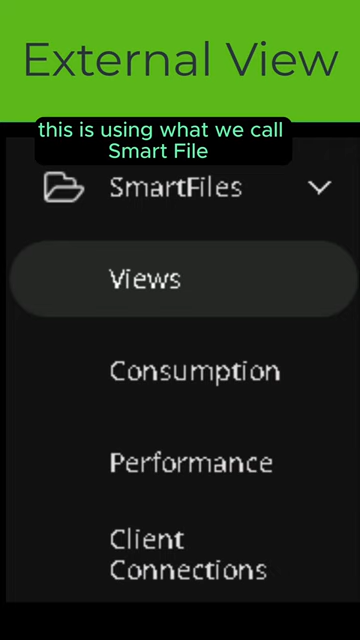 External View
this is using what we call
Smart File
SmartFiles
Views
Consumption
Performance
Client
Connections